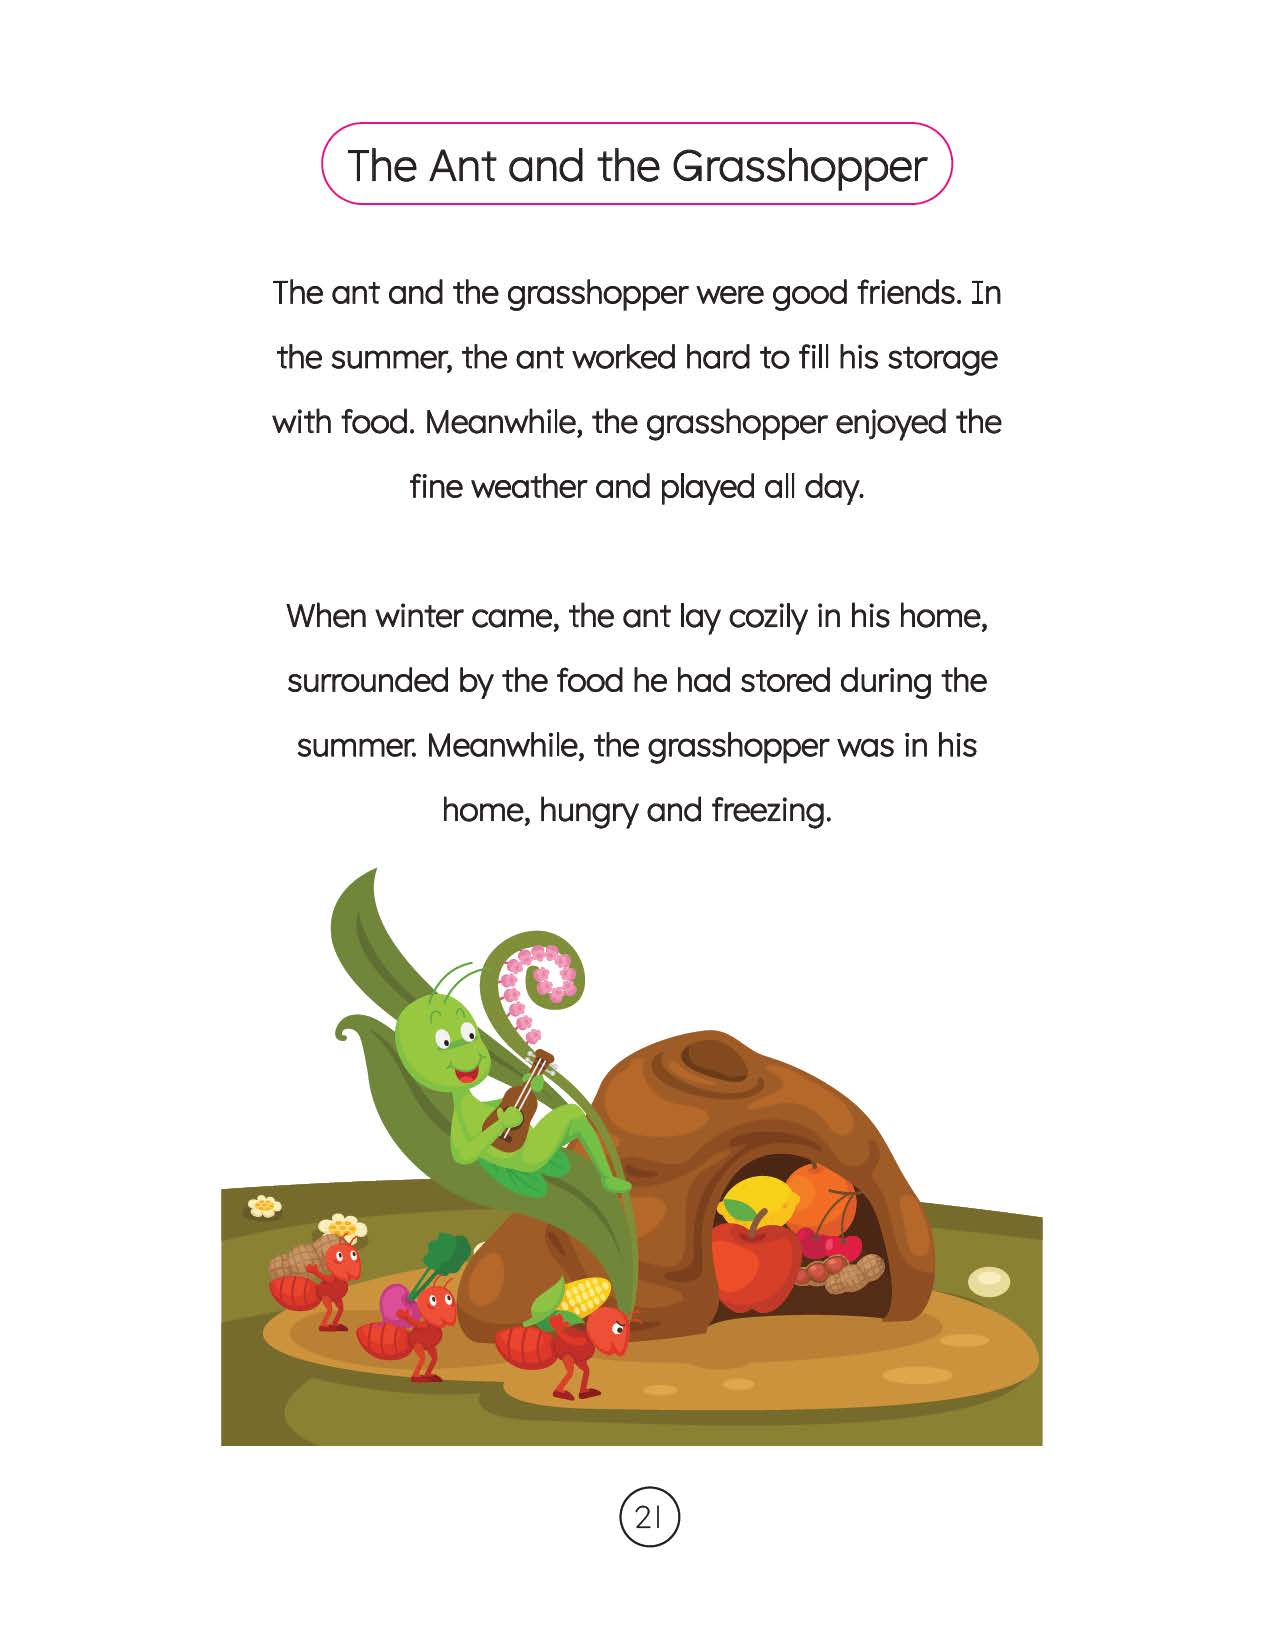 The Ant and the Grasshopper
The ant and the grasshopper were good friends. In
the summer, the ant worked hard to fill his storage
with food. Meanwhile, the grasshopper enjoyed the
fine weather and played all day.
When winter came, the ant lay cozily in his home,
surrounded by the food he had stored during the
summer. Meanwhile, the grasshopper was in his
home, hungry and freezing.
21